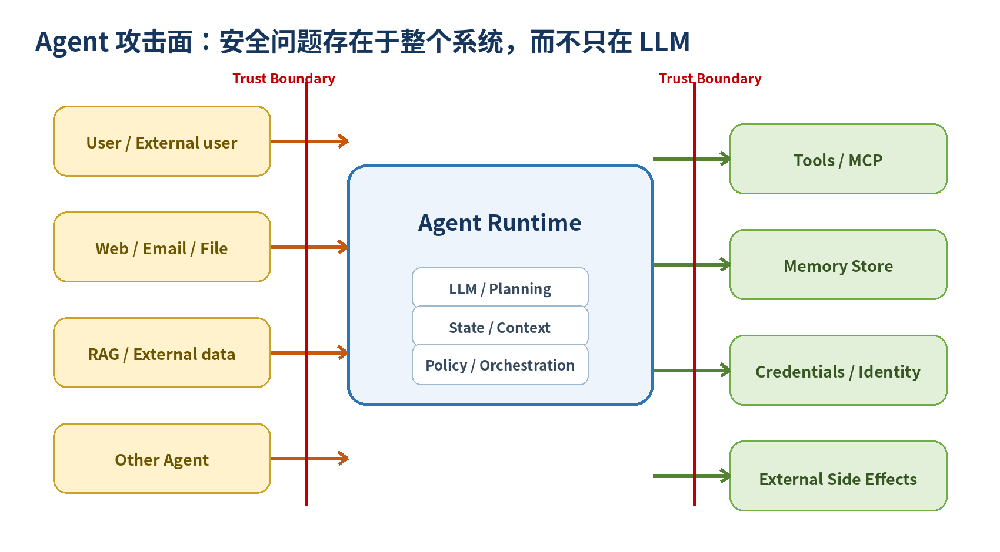 Agent 攻击面：安全问题存在于整个系统，而不只在 LLM
Trust Boundary
Trust Boundary
User / External user
Web / Email / File
RAG / External data
Other Agent
Agent Runtime
LLM / Planning
State / Context
Policy / Orchestration
Tools / MCP
Memory Store
Credentials / Identity
External Side Effects